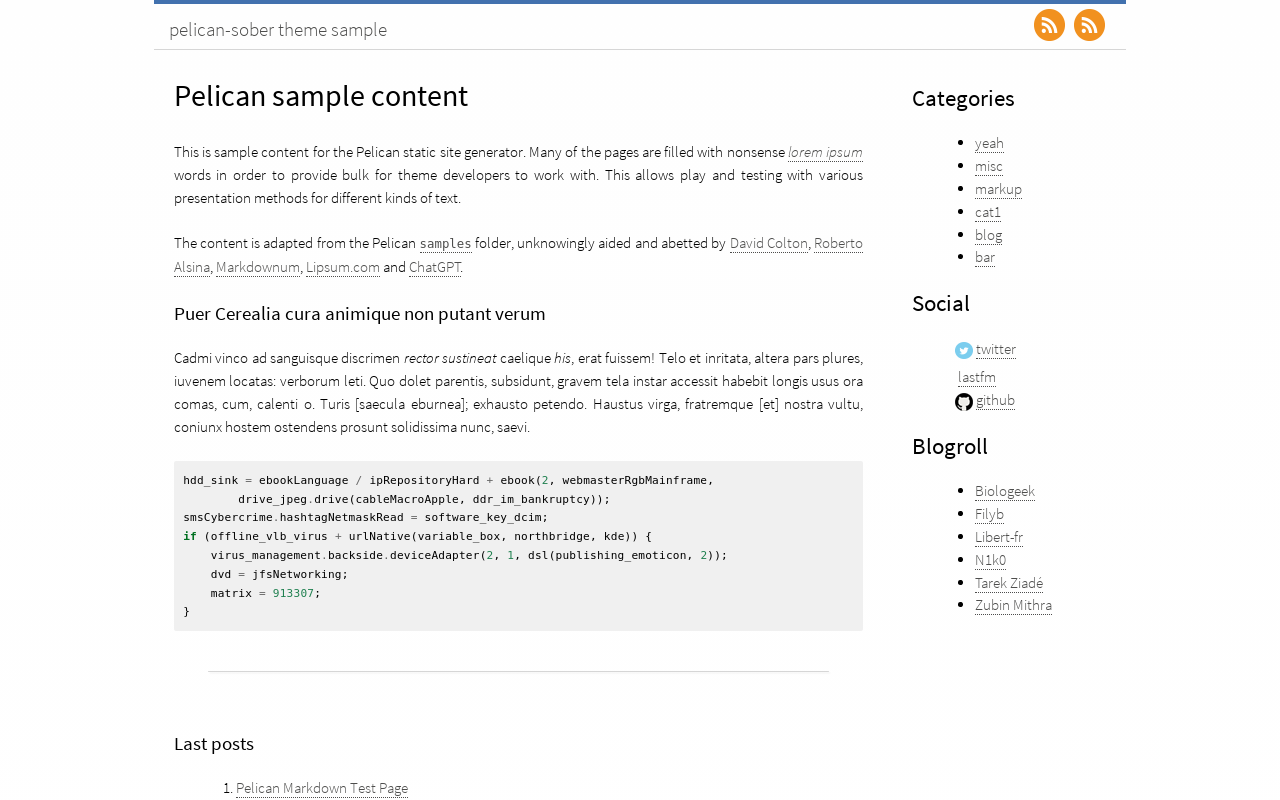 pelican-sober theme sample
Pelican sample content
This is sample content for the Pelican static site generator. Many of the pages are filled with nonsense lorem ipsum
words in order to provide bulk for theme developers to work with. This allows play and testing with various
presentation methods for different kinds of text.
The content is adapted from the Pelican samples folder, unknowingly aided and abetted by David Colton, Roberto
Alsina, Markdownum, Lipsum.com and ChatGPT.
Puer Cerealia cura animique non putant verum
Cadmi vinco ad sanguisque discrimen rector sustineat caelique his, erat fuissem! Telo et inritata, altera pars plures,
iuvenem locatas: verborum leti. Quo dolet parentis, subsidunt, gravem tela instar accessit habebit longis usus ora
comas, cum, calenti o. Turis [saecula eburnea]; exhausto petendo. Haustus virga, fratremque [et] nostra vultu,
coniunx hostem ostendens prosunt solidissima nunc, saevi.
hdd_sink = ebookLanguage / ipRepositoryHard + ebook(2, webmasterRgbMainframe,
        drive_jpeg.drive(cableMacroApple, ddr_im_bankruptcy));
smsCybercrime.hashtagNetmaskRead = software_key_dcim;
if (offline_vlb_virus + urlNative(variable_box, northbridge, kde)) {
    virus_management.backside.deviceAdapter(2, 1, dsl(publishing_emoticon, 2));
    dvd = jfsNetworking;
    matrix = 913307;
}
Last posts
1. Pelican Markdown Test Page
Categories
yeah
misc
markup
cat1
blog
bar
Social
twitter
lastfm
github
Blogroll
Biologeek
Filyb
Libert-fr
N1k0
Tarek Ziadé
Zubin Mithra